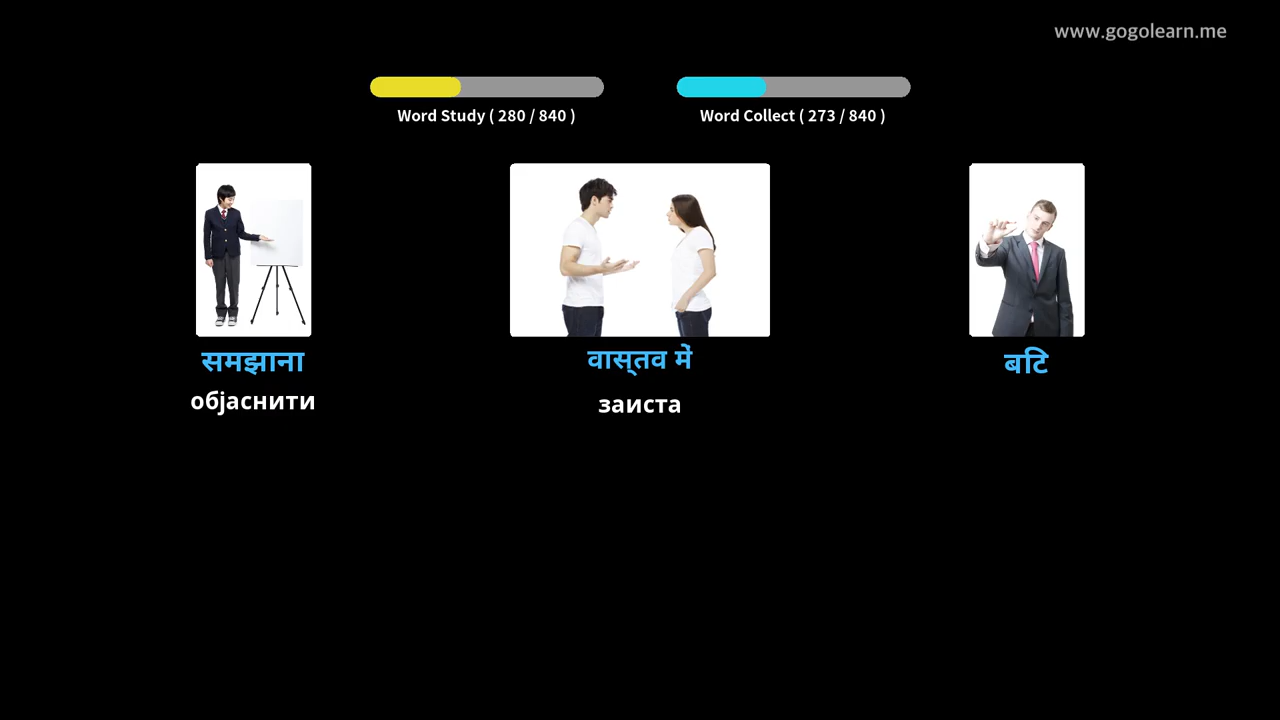 www.gogolearn.me
Word Study ( 280 / 840 )
Word Collect ( 273 / 840 )
समझाना
објаснити
वास्तव में
заиста
बटि